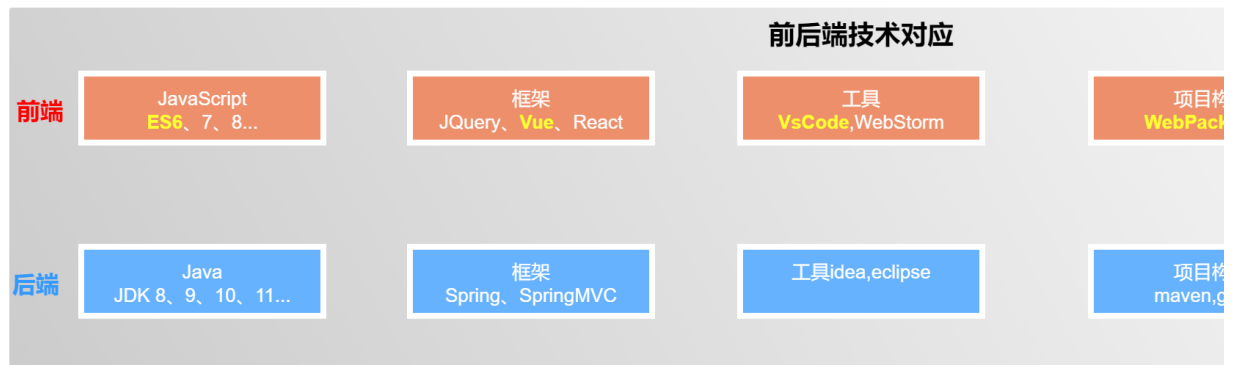 前后端技术对应
前端
JavaScript
ES6、7、8...
框架
JQuery、Vue、React
工具
VsCode,WebStorm
项目
WebPack
后端
Java
JDK 8、9、10、11...
框架
Spring、SpringMVC
工具idea,eclipse
项目
maven,g